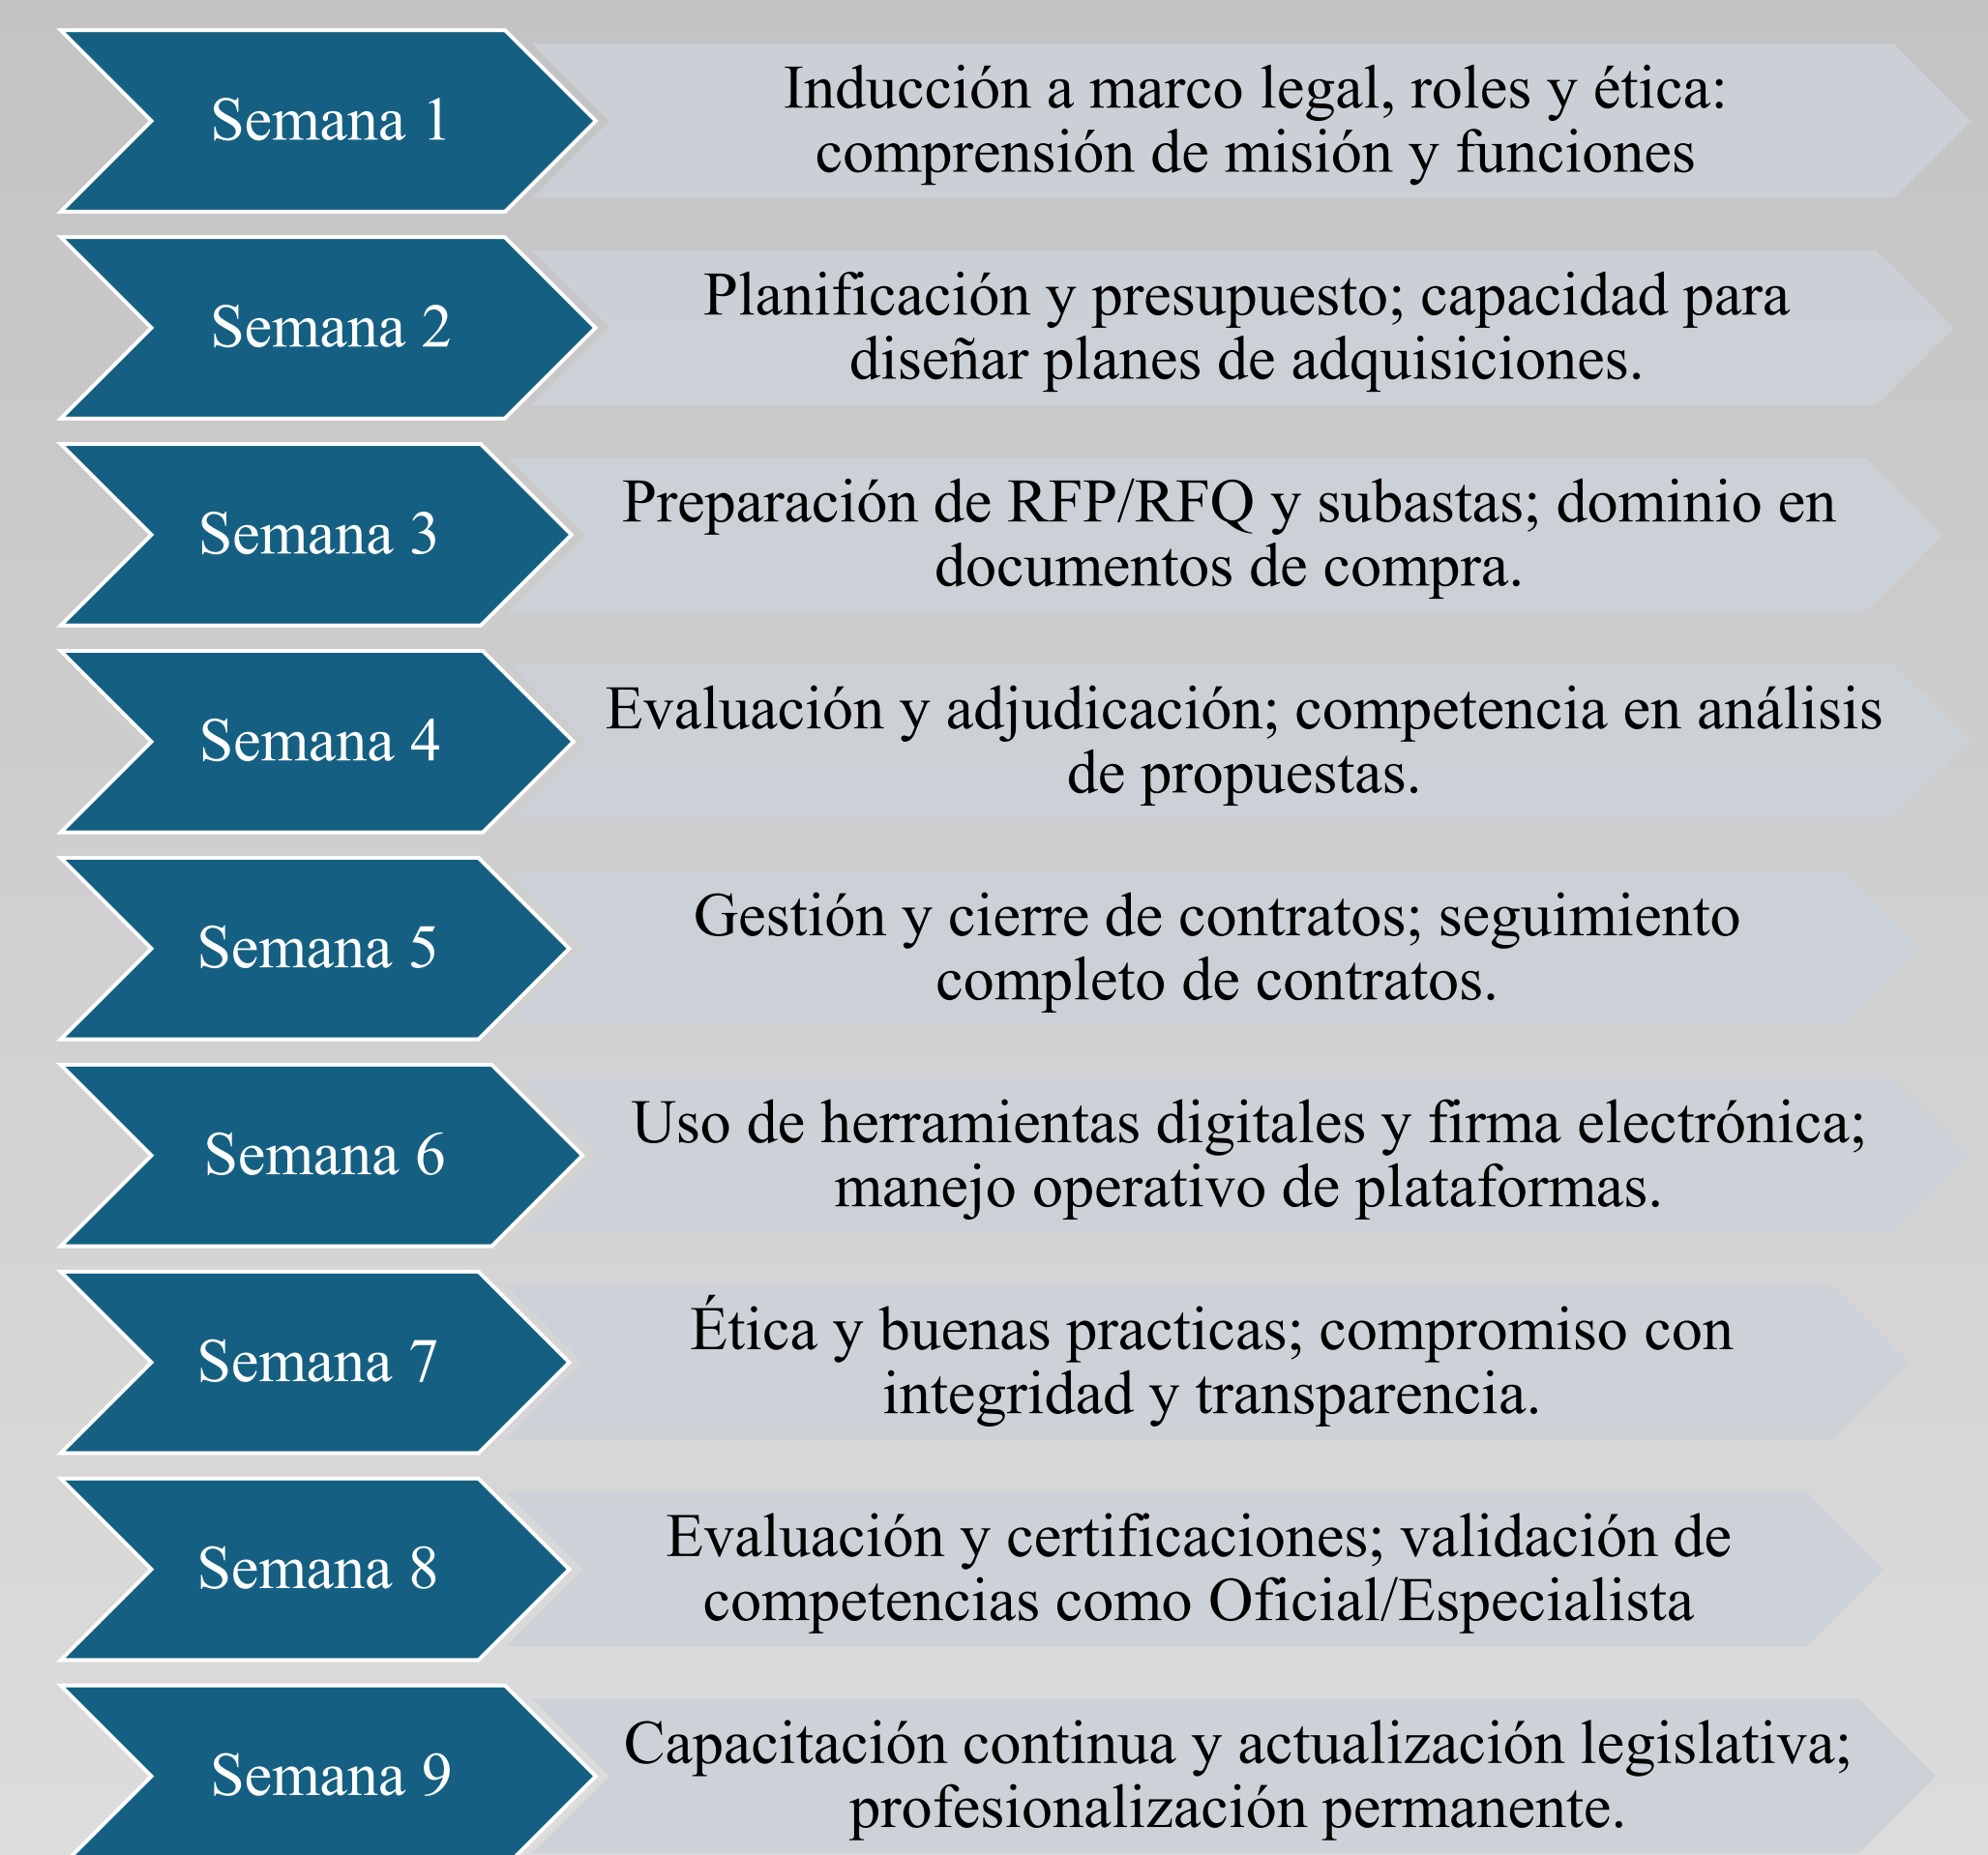 Semana 1
Inducción a marco legal, roles y ética:
comprensión de misión y funciones
Semana 2
Planificación y presupuesto; capacidad para
diseñar planes de adquisiciones.
Semana 3
Preparación de RFP/RFQ y subastas; dominio en
documentos de compra.
Semana 4
Evaluación y adjudicación; competencia en análisis
de propuestas.
Semana 5
Gestión y cierre de contratos; seguimiento
completo de contratos.
Semana 6
Uso de herramientas digitales y firma electrónica;
manejo operativo de plataformas.
Semana 7
Ética y buenas practicas; compromiso con
integridad y transparencia.
Semana 8
Evaluación y certificaciones; validación de
competencias como Oficial/Especialista
Semana 9
Capacitación continua y actualización legislativa;
profesionalización permanente.